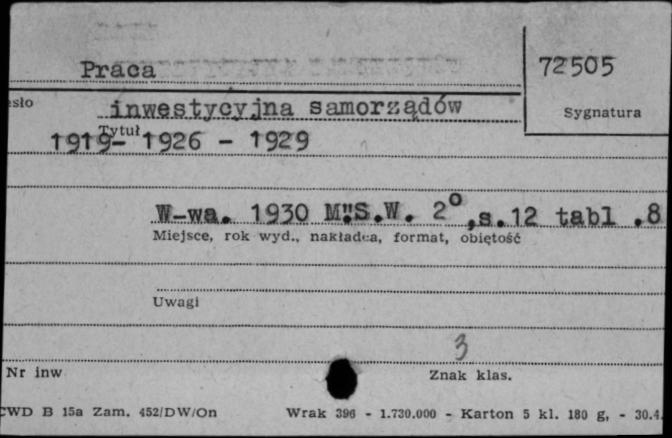 Praca
72505
inwestycyjna samorządów
Sygnatura
Tytuł
1919- 1926 - 1929
W-wa. 1930 M.S.W. 2°,s.12 tabl .8
Miejsce, rok wyd., nakładca, format, objętość
Uwagi
3
Nr inw
Znak klas.
CWD B 15a Zam. 452/DW/On Wrak 396 - 1.730.000 - Karton 5 kl. 180 g, - 30.4.